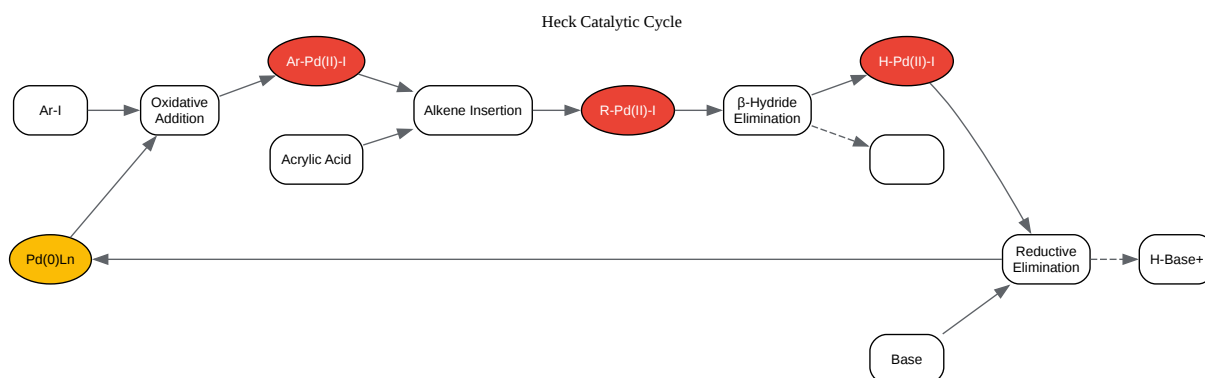 Heck Catalytic Cycle
Ar-Pd(II)-I
H-Pd(II)-I
Ar-I
Oxidative
Addition
Alkene Insertion
R-Pd(II)-I
β-Hydride
Elimination
Acrylic Acid
Pd(0)Ln
Reductive
Elimination
H-Base+
Base